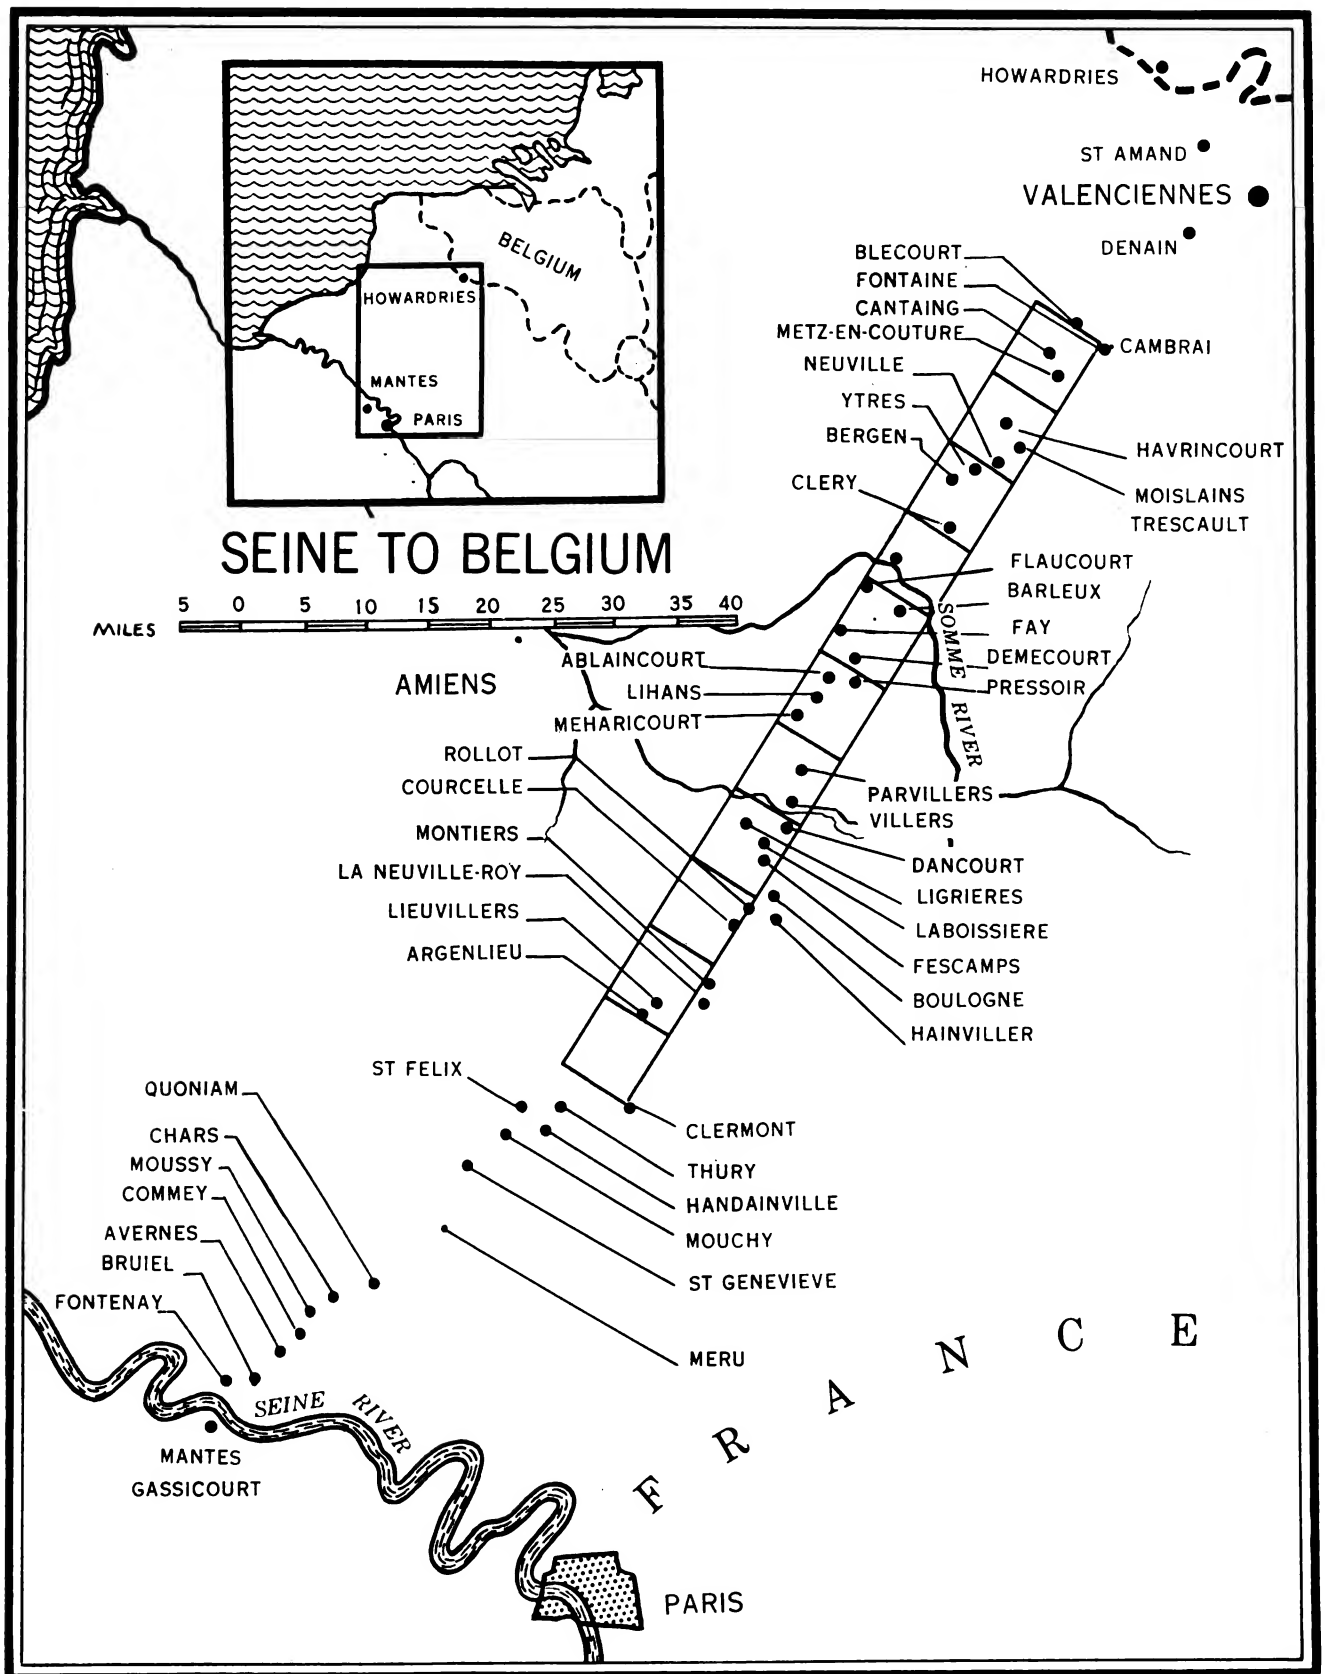 HOWARDRIES
ST AMAND
VALENCIENNES
DENAIN
BELGIUM
HOWARDRIES
MANTES
PARIS
BLECOURT
FONTAINE
CANTAING
METZ-EN-COUTURE
NEUVILLE
YTRES
BERGEN
CLERY
CAMBRAI
HAVRINCOURT
MOISLAINS
TRESCAULT
SEINE TO BELGIUM
5 0 5 10 15 20 25 30 35 40
MILES
FLAUCOURT
BARLEUX
FAY
DEMECOURT
PRESSOIR
SOMME RIVER
AMIENS
ABLAINCOURT
LIHANS
MEHARICOURT
ROLLOT
COURCELLE
MONTIERS
LA NEUVILLE-ROY
LIEUVILLERS
ARGENLIEU
PARVILLERS
VILLERS
DANCOURT
LIGRIERES
LABOISSIERE
FESCAMPS
BOULOGNE
HAINVILLER
ST FELIX
QUONIAM
CHARS
MOUSSY
COMMEY
AVERNES
BRUIEL
FONTENAY
CLERMONT
THURY
HANDAINVILLE
MOUCHY
ST GENEVIEVE
MERU
FRANCE
SEINE RIVER
MANTES
GASSICOURT
PARIS